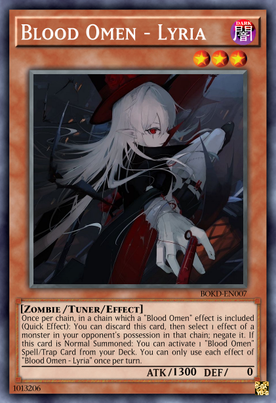 Blood Omen - Lyria
DARK
闇
BOKD-EN007
[Zombie/Tuner/Effect]
Once per chain, in a chain which a "Blood Omen" effect is included
(Quick Effect): You can discard this card, then select 1 effect of a
monster in your opponent's possession in that chain; negate it. If
this card is Normal Summoned: You can activate 1 "Blood Omen"
Spell/Trap Card from your Deck. You can only use each effect of
"Blood Omen - Lyria" once per turn.
ATK/1300 DEF/ 0
1013206